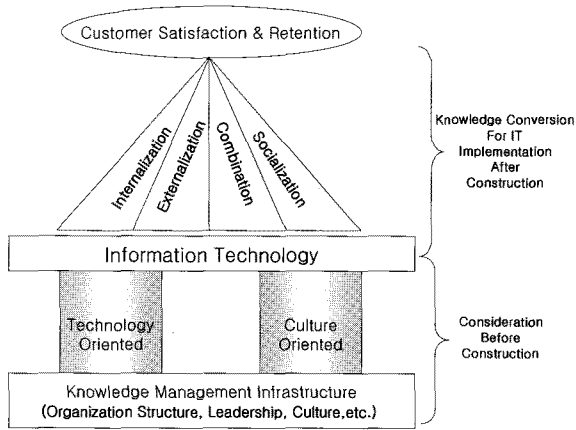 Customer Satisfaction & Retention
Internalization
Externalization
Combination
Socialization
Knowledge Conversion
For IT
Implementation
After
Construction
Information Technology
Technology
Oriented
Culture
Oriented
Consideration
Before
Construction
Knowledge Management Infrastructure
(Organization Structure, Leadership, Culture,etc.)